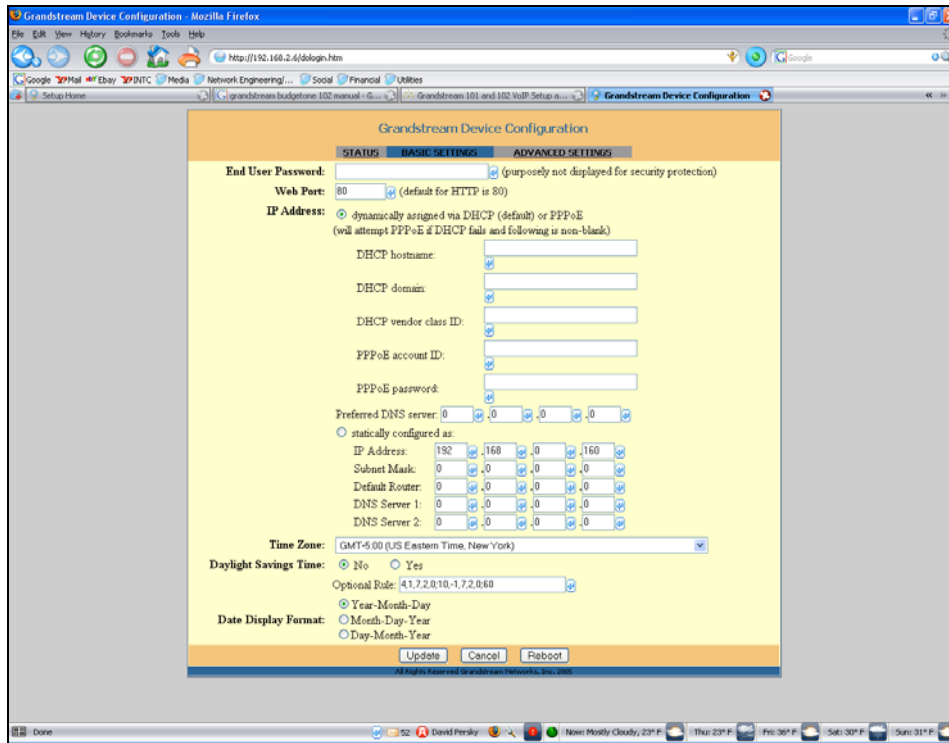 Grandstream Device Configuration - Mozilla Firefox
File Edit View History Bookmarks Tools Help
http://192.168.2.6/dologin.htm
Google
Google Mail Ebay INTC Media Network Engineering/... Social Financial Utilities
Setup Home grandstream budgetone 102 manual - G... Grandstream 101 and 102 VoIP Setup a... Grandstream Device Configuration
Grandstream Device Configuration
STATUS BASIC SETTINGS ADVANCED SETTINGS
End User Password: (purposely not displayed for security protection)
Web Port: 80 (default for HTTP is 80)
IP Address: dynamically assigned via DHCP (default) or PPPoE
(will attempt PPPoE if DHCP fails and following is non-blank)
DHCP hostname:
DHCP domain:
DHCP vendor class ID:
PPPoE account ID:
PPPoE password:
Preferred DNS server: 0 .0 .0 .0
statically configured as:
IP Address: 192 .168 .0 .160
Subnet Mask: 0 .0 .0 .0
Default Router: 0 .0 .0 .0
DNS Server 1: 0 .0 .0 .0
DNS Server 2: 0 .0 .0 .0
Time Zone: GMT-5:00 (US Eastern Time, New York)
Daylight Savings Time: No Yes
Optional Rule: 4,1,7,2,0;10,-1,7,2,0;60
Year-Month-Day
Date Display Format: Month-Day-Year
Day-Month-Year
Update Cancel Reboot
All Rights Reserved Grandstream Networks, Inc. 2005
Done 52 David Persky Now: Mostly Cloudy, 23° F Thu: 23° F Fri: 36° F Sat: 30° F Sun: 31° F